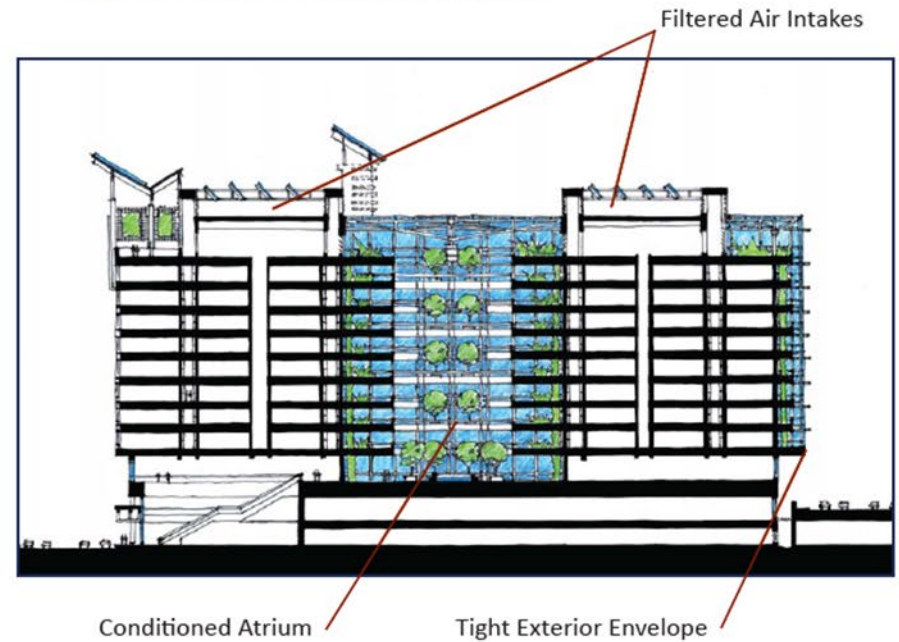 Filtered Air Intakes
Conditioned Atrium
Tight Exterior Envelope